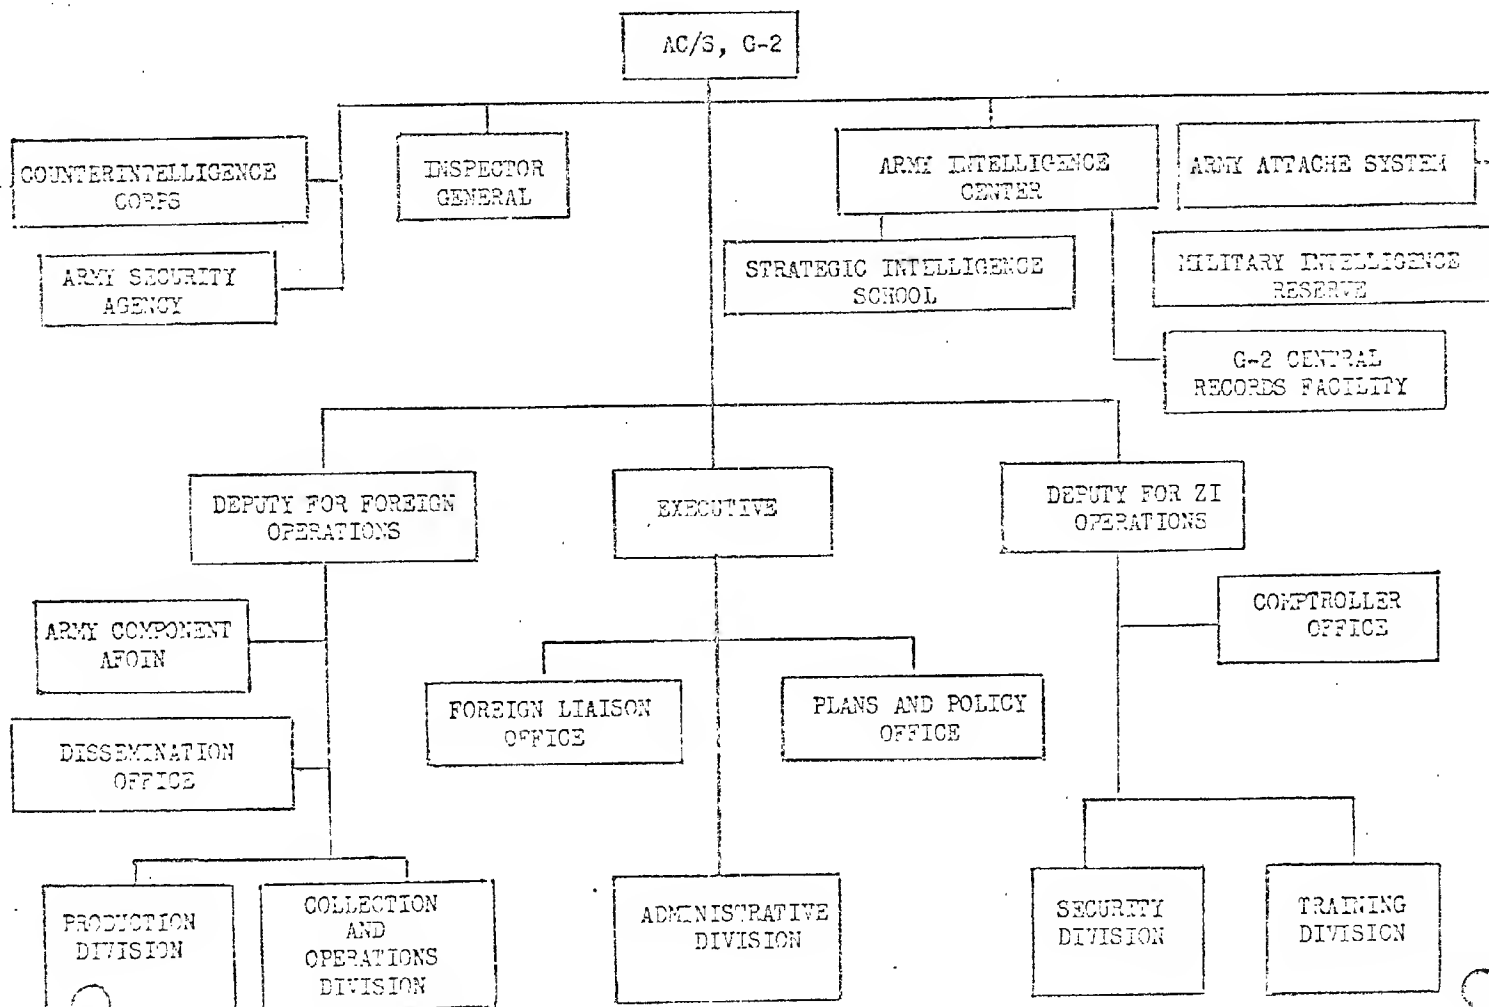 AC/S, G-2
COUNTERINTELLIGENCE
CORPS
INSPECTOR
GENERAL
ARMY INTELLIGENCE
CENTER
ARMY ATTACHE SYSTEM
ARMY SECURITY
AGENCY
STRATEGIC INTELLIGENCE
SCHOOL
MILITARY INTELLIGENCE
RESERVE
G-2 CENTRAL
RECORDS FACILITY
DEPUTY FOR FOREIGN
OPERATIONS
EXECUTIVE
DEPUTY FOR ZI
OPERATIONS
ARMY COMPONENT
AFOIN
COMPTROLLER
OFFICE
FOREIGN LIAISON
OFFICE
PLANS AND POLICY
OFFICE
DISSEMINATION
OFFICE
PRODUCTION
DIVISION
COLLECTION
AND
OPERATIONS
DIVISION
ADMINISTRATIVE
DIVISION
SECURITY
DIVISION
TRAINING
DIVISION